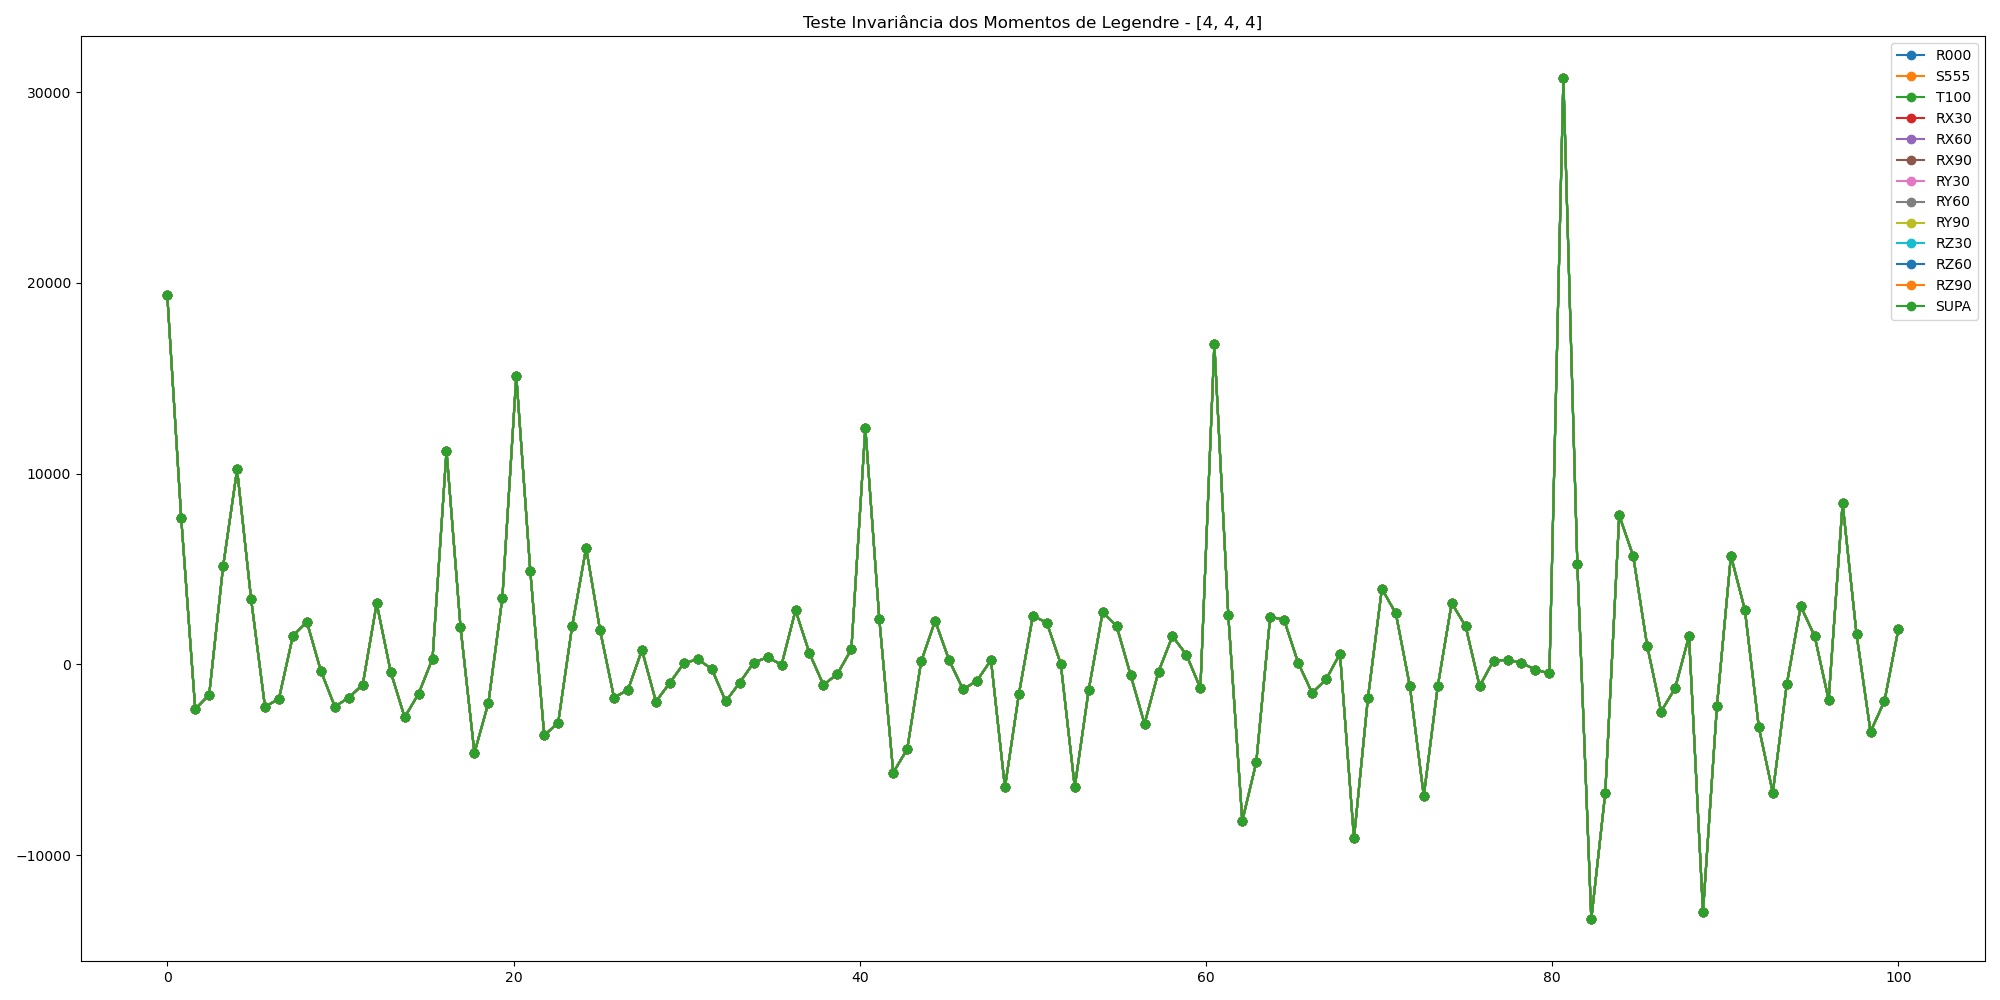 Teste Invariância dos Momentos de Legendre - [4, 4, 4]
30000
20000
10000
0
−10000
0
20
40
60
80
100
R000
S555
T100
RX30
RX60
RX90
RY30
RY60
RY90
RZ30
RZ60
RZ90
SUPA